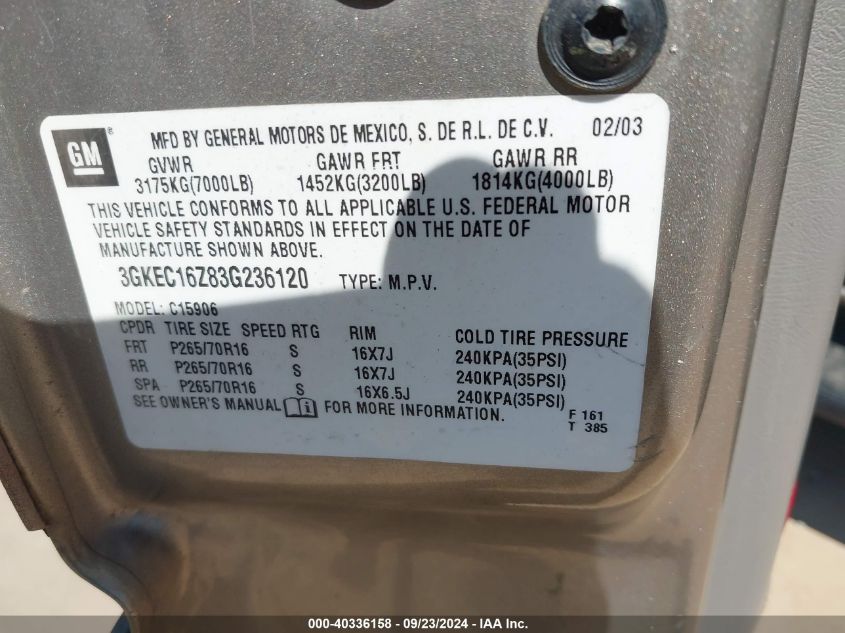 GM® MFD BY GENERAL MOTORS DE MEXICO, S. DE R.L. DE C.V. 02/03
GVWR GAWR FRT GAWR RR
3175KG(7000LB) 1452KG(3200LB) 1814KG(4000LB)
THIS VEHICLE CONFORMS TO ALL APPLICABLE U.S. FEDERAL MOTOR
VEHICLE SAFETY STANDARDS IN EFFECT ON THE DATE OF
MANUFACTURE SHOWN ABOVE.
3GKEC16Z83G236120 TYPE: M.P.V.
MODEL: C15906
CPDR TIRE SIZE SPEED RTG RIM COLD TIRE PRESSURE
FRT P265/70R16 S 16X7J 240KPA(35PSI)
RR P265/70R16 S 16X7J 240KPA(35PSI)
SPA P265/70R16 S 16X6.5J 240KPA(35PSI)
SEE OWNER'S MANUAL FOR MORE INFORMATION.
F 161
T 385
000-40336158 - 09/23/2024 - IAA Inc.